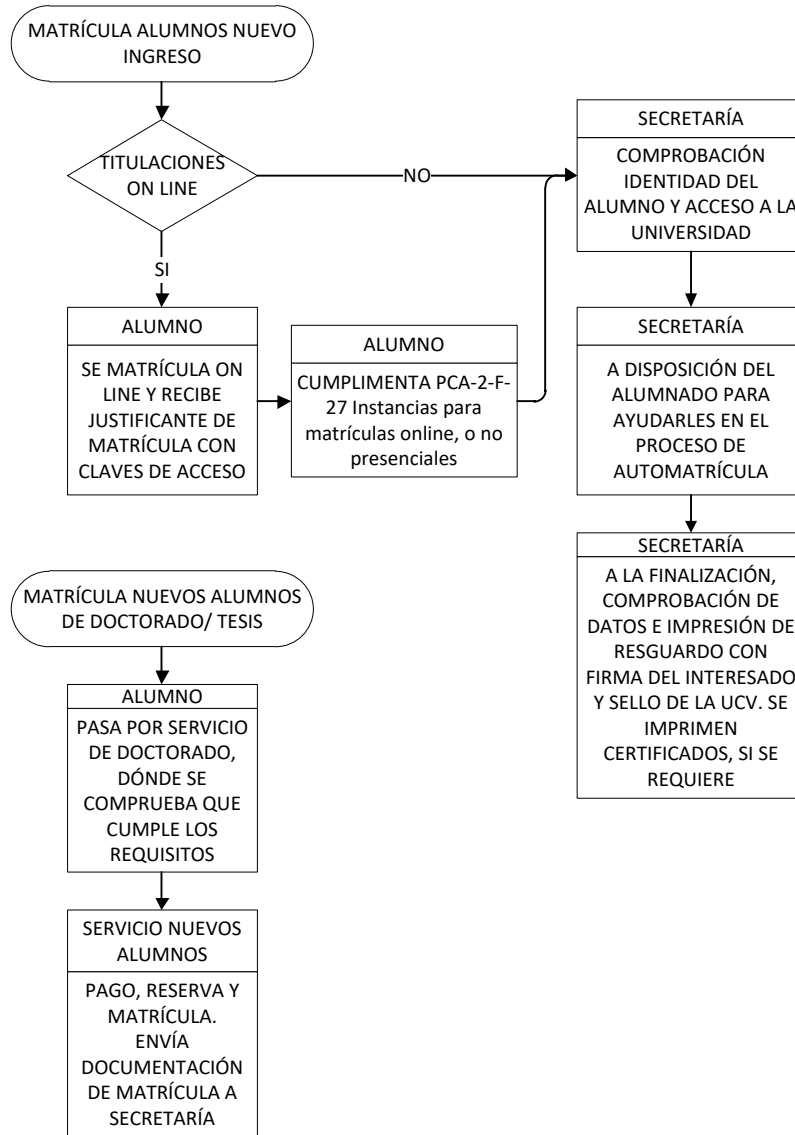 MATRÍCULA ALUMNOS NUEVO
INGRESO
TITULACIONES
ON LINE
NO
SI
ALUMNO
SE MATRÍCULA ON
LINE Y RECIBE
JUSTIFICANTE DE
MATRÍCULA CON
CLAVES DE ACCESO
ALUMNO
CUMPLIMENTA PCA-2-F-
27 Instancias para
matrículas online, o no
presenciales
SECRETARÍA
COMPROBACIÓN
IDENTIDAD DEL
ALUMNO Y ACCESO A LA
UNIVERSIDAD
SECRETARÍA
A DISPOSICIÓN DEL
ALUMNADO PARA
AYUDARLES EN EL
PROCESO DE
AUTOMATRÍCULA
SECRETARÍA
A LA FINALIZACIÓN,
COMPROBACIÓN DE
DATOS E IMPRESIÓN DE
RESGUARDO CON
FIRMA DEL INTERESADO
Y SELLO DE LA UCV. SE
IMPRIMEN
CERTIFICADOS, SI SE
REQUIERE
MATRÍCULA NUEVOS ALUMNOS
DE DOCTORADO/ TESIS
ALUMNO
PASA POR SERVICIO
DE DOCTORADO,
DÓNDE SE
COMPRUEBA QUE
CUMPLE LOS
REQUISITOS
SERVICIO NUEVOS
ALUMNOS
PAGO, RESERVA Y
MATRÍCULA.
ENVÍA
DOCUMENTACIÓN
DE MATRÍCULA A
SECRETARÍA